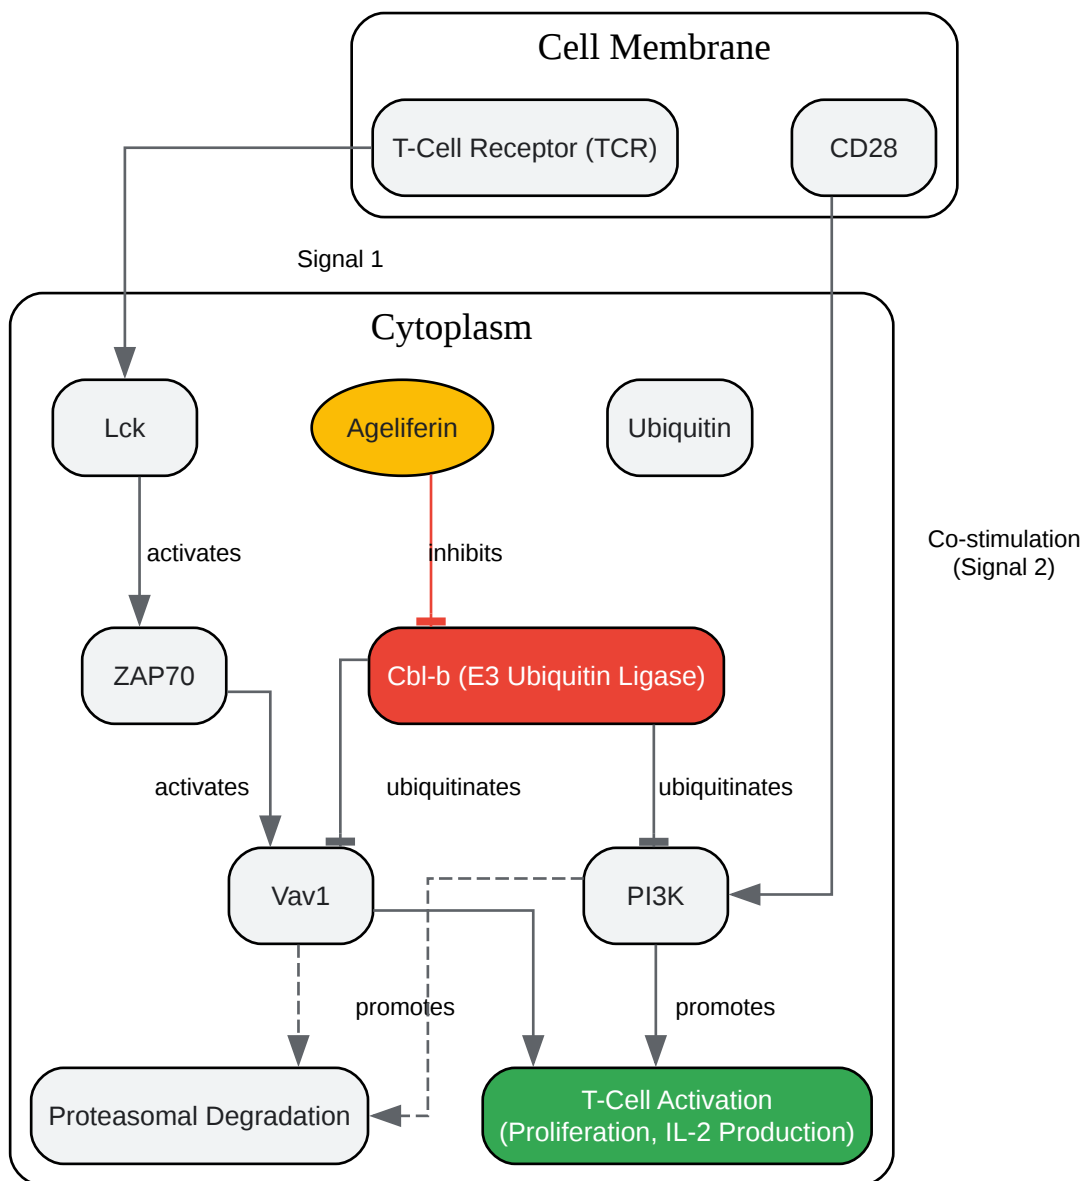 Cell Membrane
T-Cell Receptor (TCR)
CD28
Signal 1
Cytoplasm
Lck
Ageliferin
Ubiquitin
activates
inhibits
Co-stimulation
(Signal 2)
ZAP70
Cbl-b (E3 Ubiquitin Ligase)
activates
ubiquitinates
ubiquitinates
Vav1
PI3K
promotes
promotes
Proteasomal Degradation
T-Cell Activation
(Proliferation, IL-2 Production)